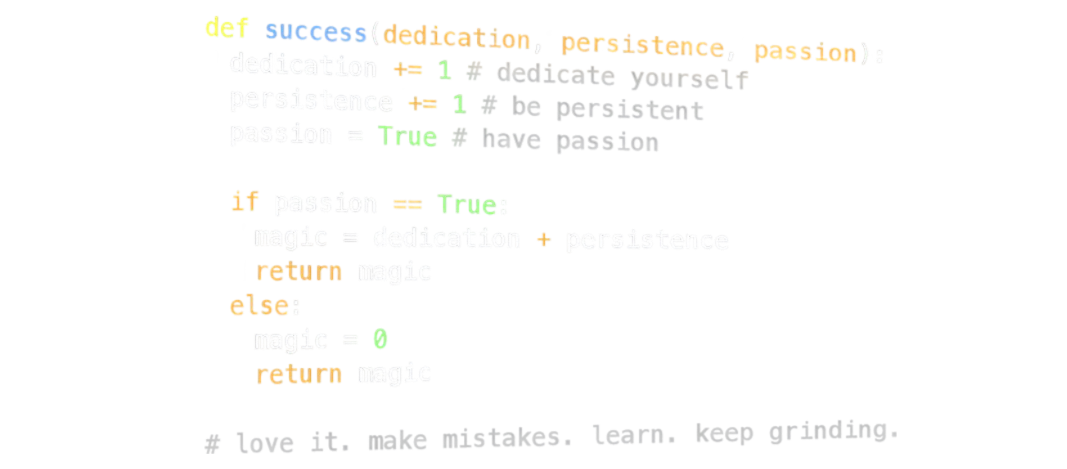 def success(dedication, persistence, passion):
  dedication += 1 # dedicate yourself
  persistence += 1 # be persistent
  passion = True # have passion

  if passion == True:
    magic = dedication + persistence
    return magic
  else:
    magic = 0
    return magic

# love it. make mistakes. learn. keep grinding.